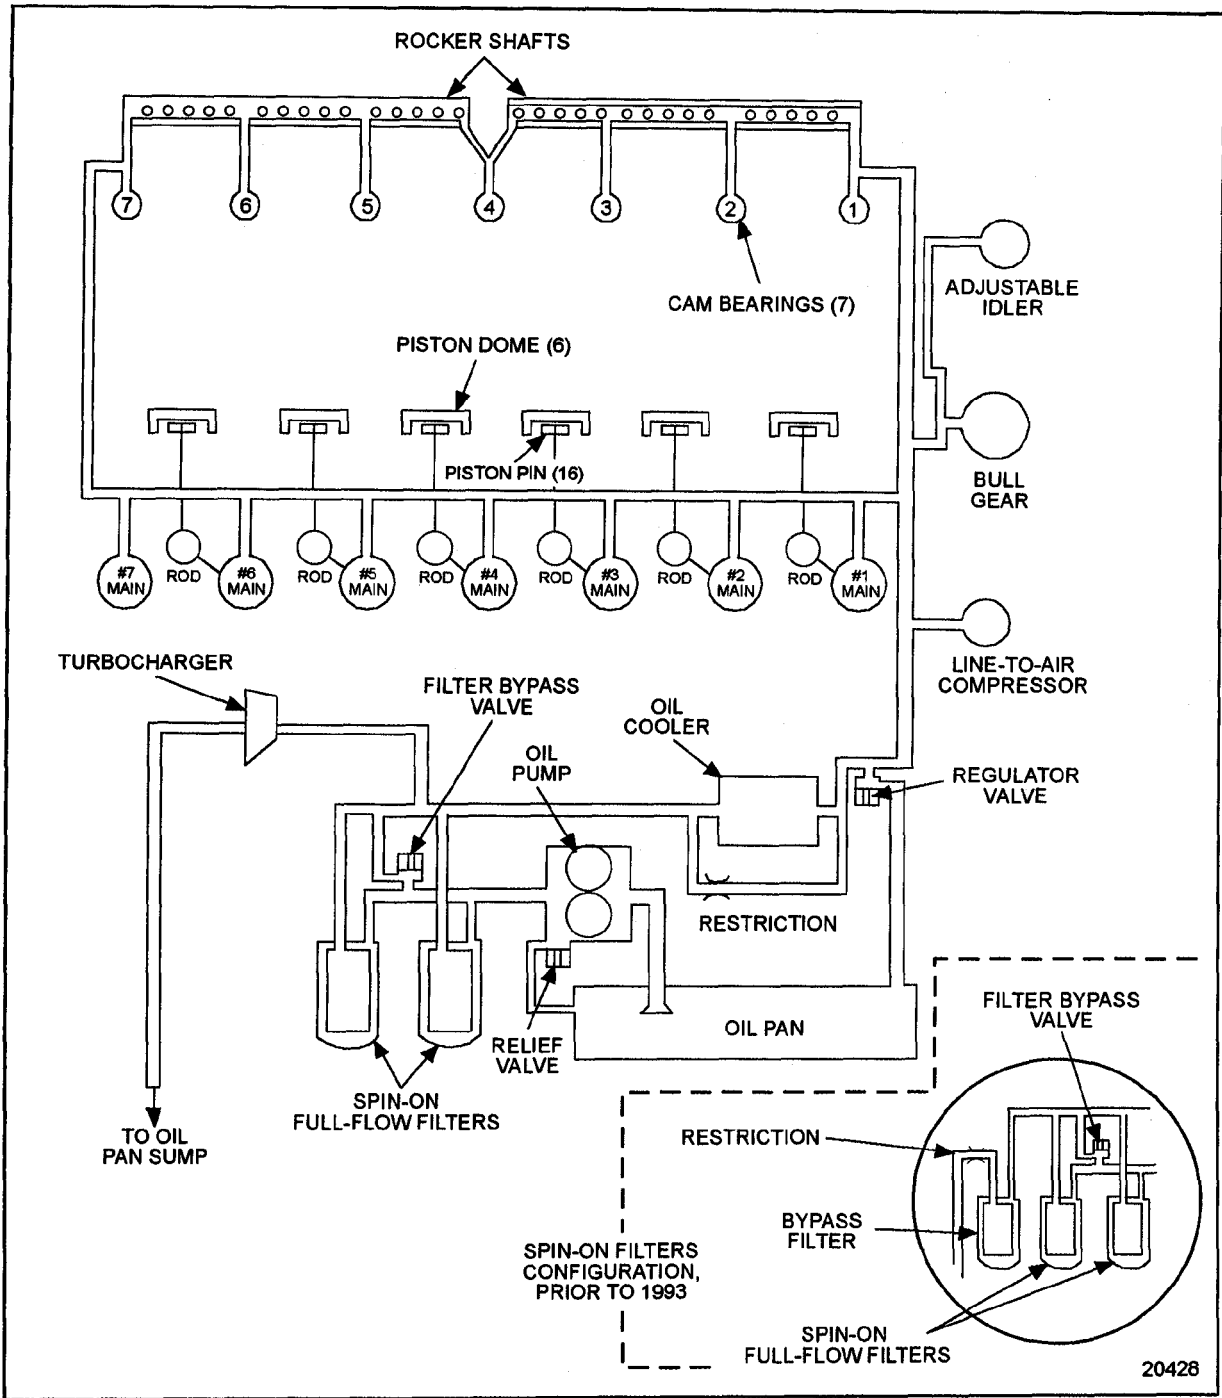 ROCKER SHAFTS
7
6
5
4
3
2
1
CAM BEARINGS (7)
ADJUSTABLE
IDLER
PISTON DOME (6)
PISTON PIN (16)
BULL
GEAR
#7
MAIN
ROD
#6
MAIN
ROD
#5
MAIN
ROD
#4
MAIN
ROD
#3
MAIN
ROD
#2
MAIN
ROD
#1
MAIN
LINE-TO-AIR
COMPRESSOR
TURBOCHARGER
FILTER BYPASS
VALVE
OIL
PUMP
OIL
COOLER
REGULATOR
VALVE
RESTRICTION
OIL PAN
RELIEF
VALVE
SPIN-ON
FULL-FLOW FILTERS
TO OIL
PAN SUMP
FILTER BYPASS
VALVE
RESTRICTION
BYPASS
FILTER
SPIN-ON FILTERS
CONFIGURATION,
PRIOR TO 1993
SPIN-ON
FULL-FLOW FILTERS
20428